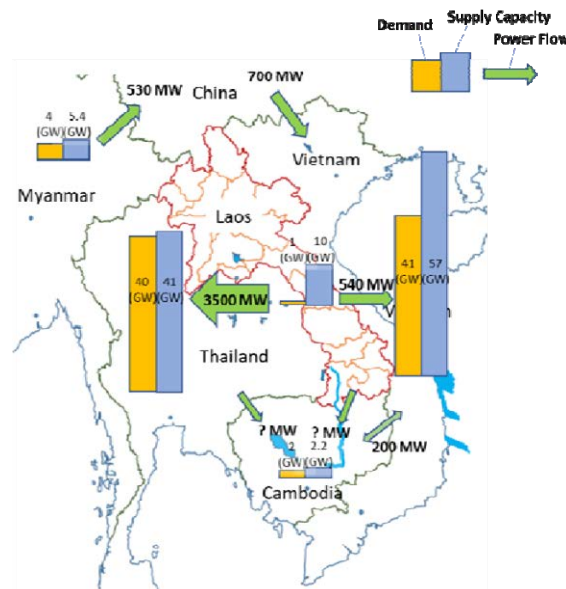 Demand
Supply Capacity
Power Flow
530 MW
China
700 MW
4
(GW)
5.4
(GW)
Vietnam
Myanmar
Laos
1
(GW)
10
(GW)
40
(GW)
41
(GW)
3500 MW
540 MW
41
(GW)
57
(GW)
Thailand
? MW
? MW
200 MW
2
(GW)
2.2
(GW)
Cambodia